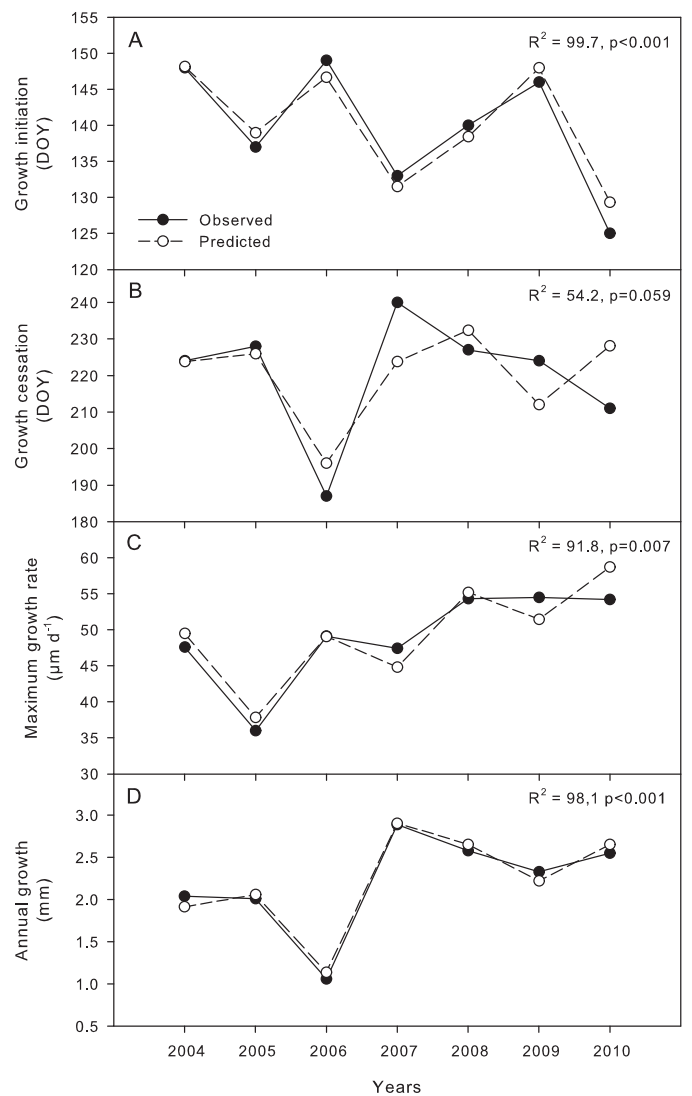 A
R² = 99.7, p<0.001
155
150
145
140
135
130
125
120
Growth initiation
(DOY)
Observed
Predicted
B
R² = 54.2, p=0.059
240
230
220
210
200
190
180
Growth cessation
(DOY)
C
R² = 91.8, p=0.007
60
55
50
45
40
35
30
Maximum growth rate
(µm d⁻¹)
D
R² = 98,1 p<0.001
3.0
2.5
2.0
1.5
1.0
0.5
Annual growth
(mm)
2004 2005 2006 2007 2008 2009 2010
Years